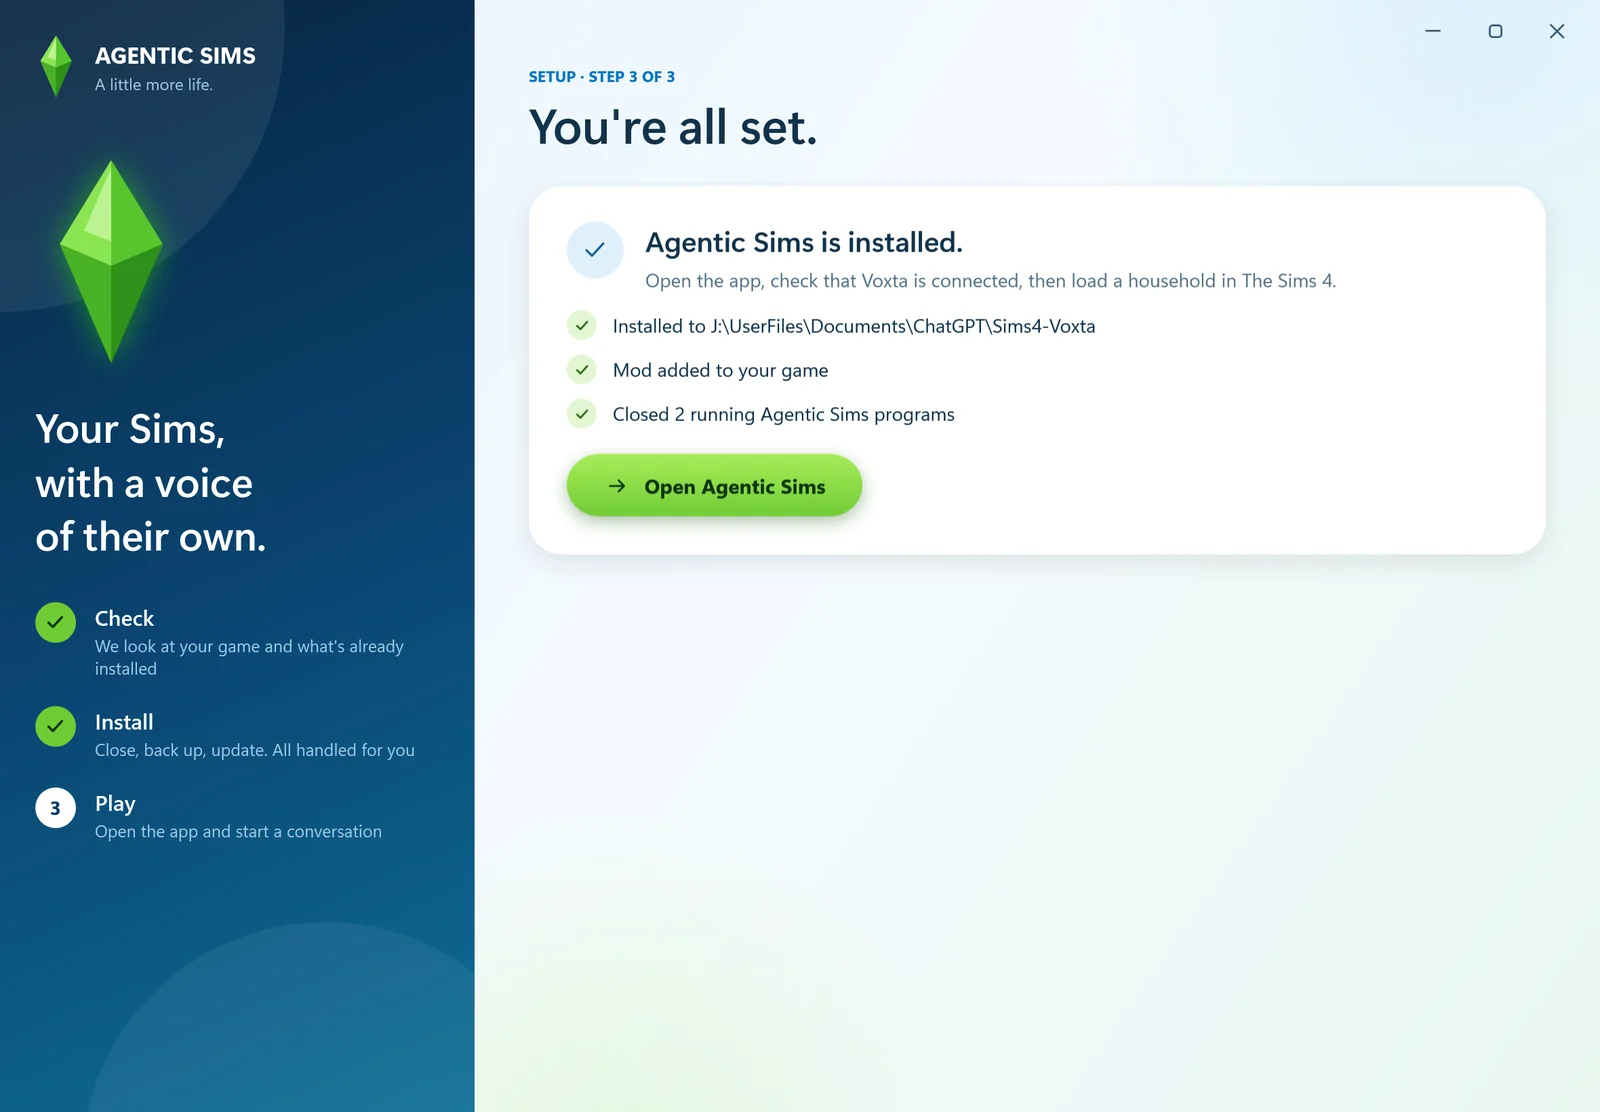 AGENTIC SIMS
A little more life.
Your Sims,
with a voice
of their own.
Check
We look at your game and what's already
installed
Install
Close, back up, update. All handled for you
3
Play
Open the app and start a conversation
SETUP · STEP 3 OF 3
You're all set.
Agentic Sims is installed.
Open the app, check that Voxta is connected, then load a household in The Sims 4.
Installed to J:\UserFiles\Documents\ChatGPT\Sims4-Voxta
Mod added to your game
Closed 2 running Agentic Sims programs
Open Agentic Sims